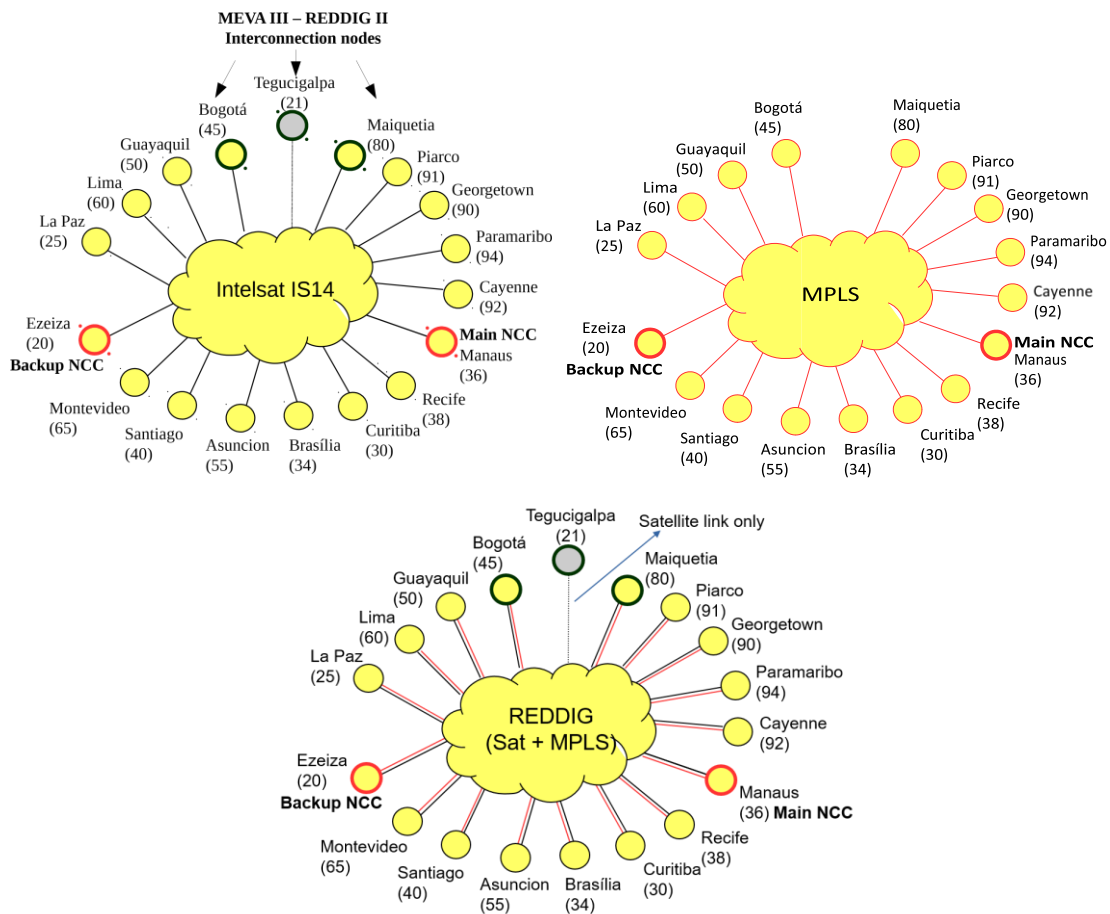 MEVA III – REDDIG II
Interconnection nodes
Tegucigalpa
(21)
Bogotá
(45)
Maiquetia
(80)
Guayaquil
(50)
Piarco
(91)
Lima
(60)
Georgetown
(90)
La Paz
(25)
Paramaribo
(94)
Intelsat IS14
Cayenne
(92)
Ezeiza
(20)
Backup NCC
Main NCC
Manaus
(36)
Montevideo
(65)
Santiago
(40)
Asuncion
(55)
Brasília
(34)
Curitiba
(30)
Recife
(38)
Bogotá
(45)
Maiquetia
(80)
Guayaquil
(50)
Piarco
(91)
Lima
(60)
Georgetown
(90)
La Paz
(25)
Paramaribo
(94)
MPLS
Cayenne
(92)
Ezeiza
(20)
Backup NCC
Main NCC
Manaus
(36)
Montevideo
(65)
Santiago
(40)
Asuncion
(55)
Brasília
(34)
Curitiba
(30)
Recife
(38)
Tegucigalpa
(21)
Satellite link only
Bogotá
(45)
Maiquetia
(80)
Guayaquil
(50)
Piarco
(91)
Lima
(60)
Georgetown
(90)
La Paz
(25)
Paramaribo
(94)
REDDIG
(Sat + MPLS)
Cayenne
(92)
Ezeiza
(20)
Backup NCC
Manaus
(36) Main NCC
Montevideo
(65)
Santiago
(40)
Asuncion
(55)
Brasília
(34)
Curitiba
(30)
Recife
(38)